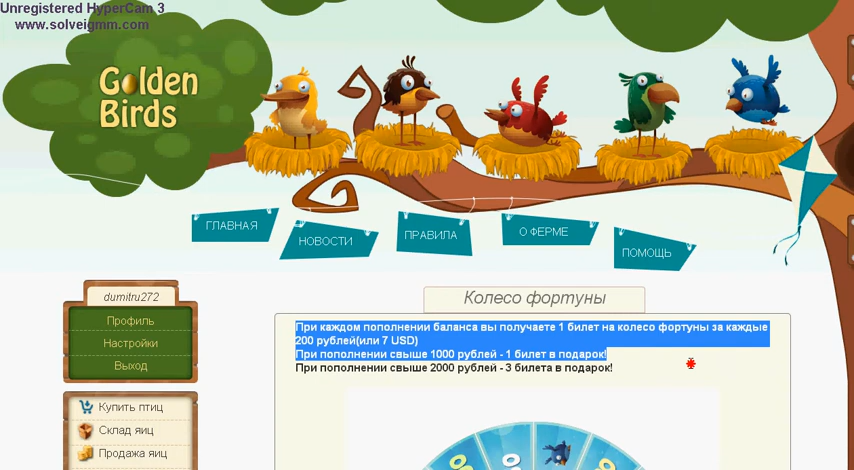 Unregistered HyperCam 3
www.solveigmm.com
Golden
Birds
ГЛАВНАЯ
НОВОСТИ
ПРАВИЛА
О ФЕРМЕ
ПОМОЩЬ
dumitru272
Профиль
Настройки
Выход
Купить птиц
Склад яиц
Продажа яиц
Колесо фортуны
При каждом пополнении баланса вы получаете 1 билет на колесо фортуны за каждые
200 рублей(или 7 USD)
При пополнении свыше 1000 рублей - 1 билет в подарок!
При пополнении свыше 2000 рублей - 3 билета в подарок!